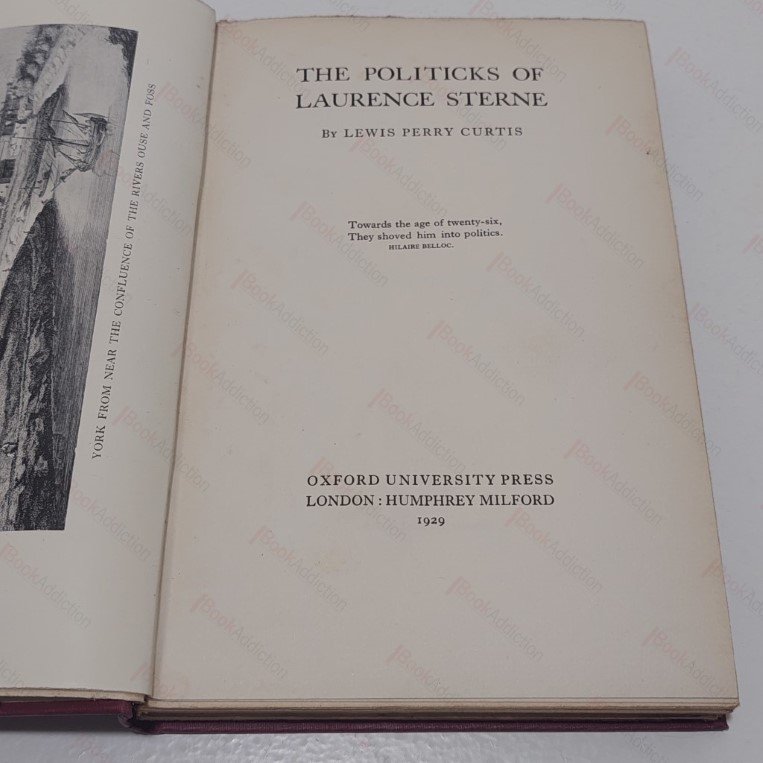 YORK FROM NEAR THE CONFLUENCE OF THE RIVERS OUSE AND FOSS
THE POLITICKS OF
LAURENCE STERNE
By LEWIS PERRY CURTIS
Towards the age of twenty-six,
They shoved him into politics.
HILAIRE BELLOC.
OXFORD UNIVERSITY PRESS
LONDON : HUMPHREY MILFORD
1929
BookAddiction